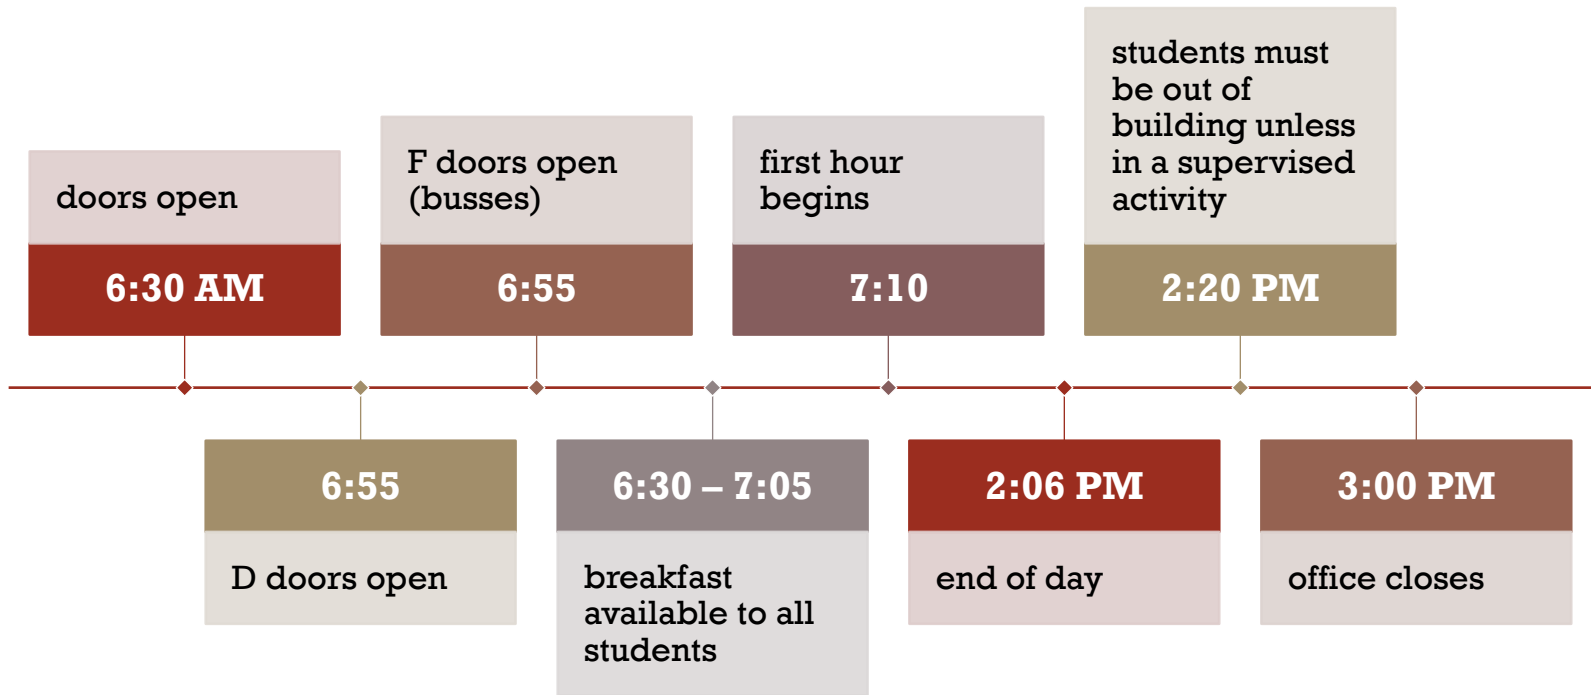 doors open
6:30 AM
6:55
D doors open
F doors open
(busses)
6:55
6:30 – 7:05
breakfast
available to all
students
first hour
begins
7:10
2:06 PM
end of day
students must
be out of
building unless
in a supervised
activity
2:20 PM
3:00 PM
office closes